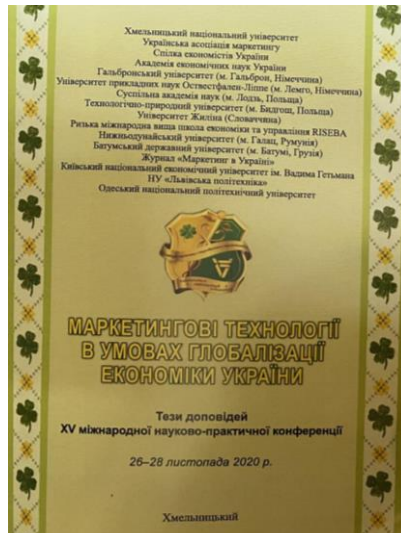 Хмельницький національний університет
Українська асоціація маркетингу
Спілка економістів України
Академія економічних наук України
Гальбронський університет (м. Гальброн, Німеччина)
Університет прикладних наук Оствестфален-Ліппе (м. Лемго, Німеччина)
Суспільна академія наук (м. Лодзь, Польща)
Технологічно-природний університет (м. Бидгощ, Польща)
Університет Жиліна (Словаччина)
Ризька міжнародна вища школа економіки та управління RISEBA
Нижньодунайський університет (м. Галац, Румунія)
Батумський державний університет (м. Батумі, Грузія)
Журнал «Маркетинг в Україні»
Київський національний економічний університет ім. Вадима Гетьмана
НУ «Львівська політехніка»
Одеський національний політехнічний університет
МАРКЕТИНГОВІ ТЕХНОЛОГІЇ
В УМОВАХ ГЛОБАЛІЗАЦІЇ
ЕКОНОМІКИ УКРАЇНИ
Тези доповідей
XV міжнародної науково-практичної конференції
26–28 листопада 2020 р.
Хмельницький